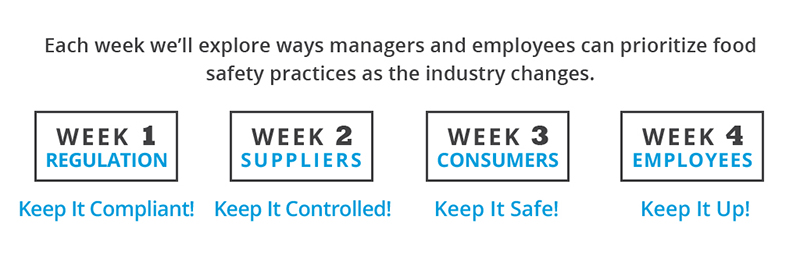 Each week we’ll explore ways managers and employees can prioritize food
safety practices as the industry changes.
WEEK 1
REGULATION
Keep It Compliant!
WEEK 2
SUPPLIERS
Keep It Controlled!
WEEK 3
CONSUMERS
Keep It Safe!
WEEK 4
EMPLOYEES
Keep It Up!